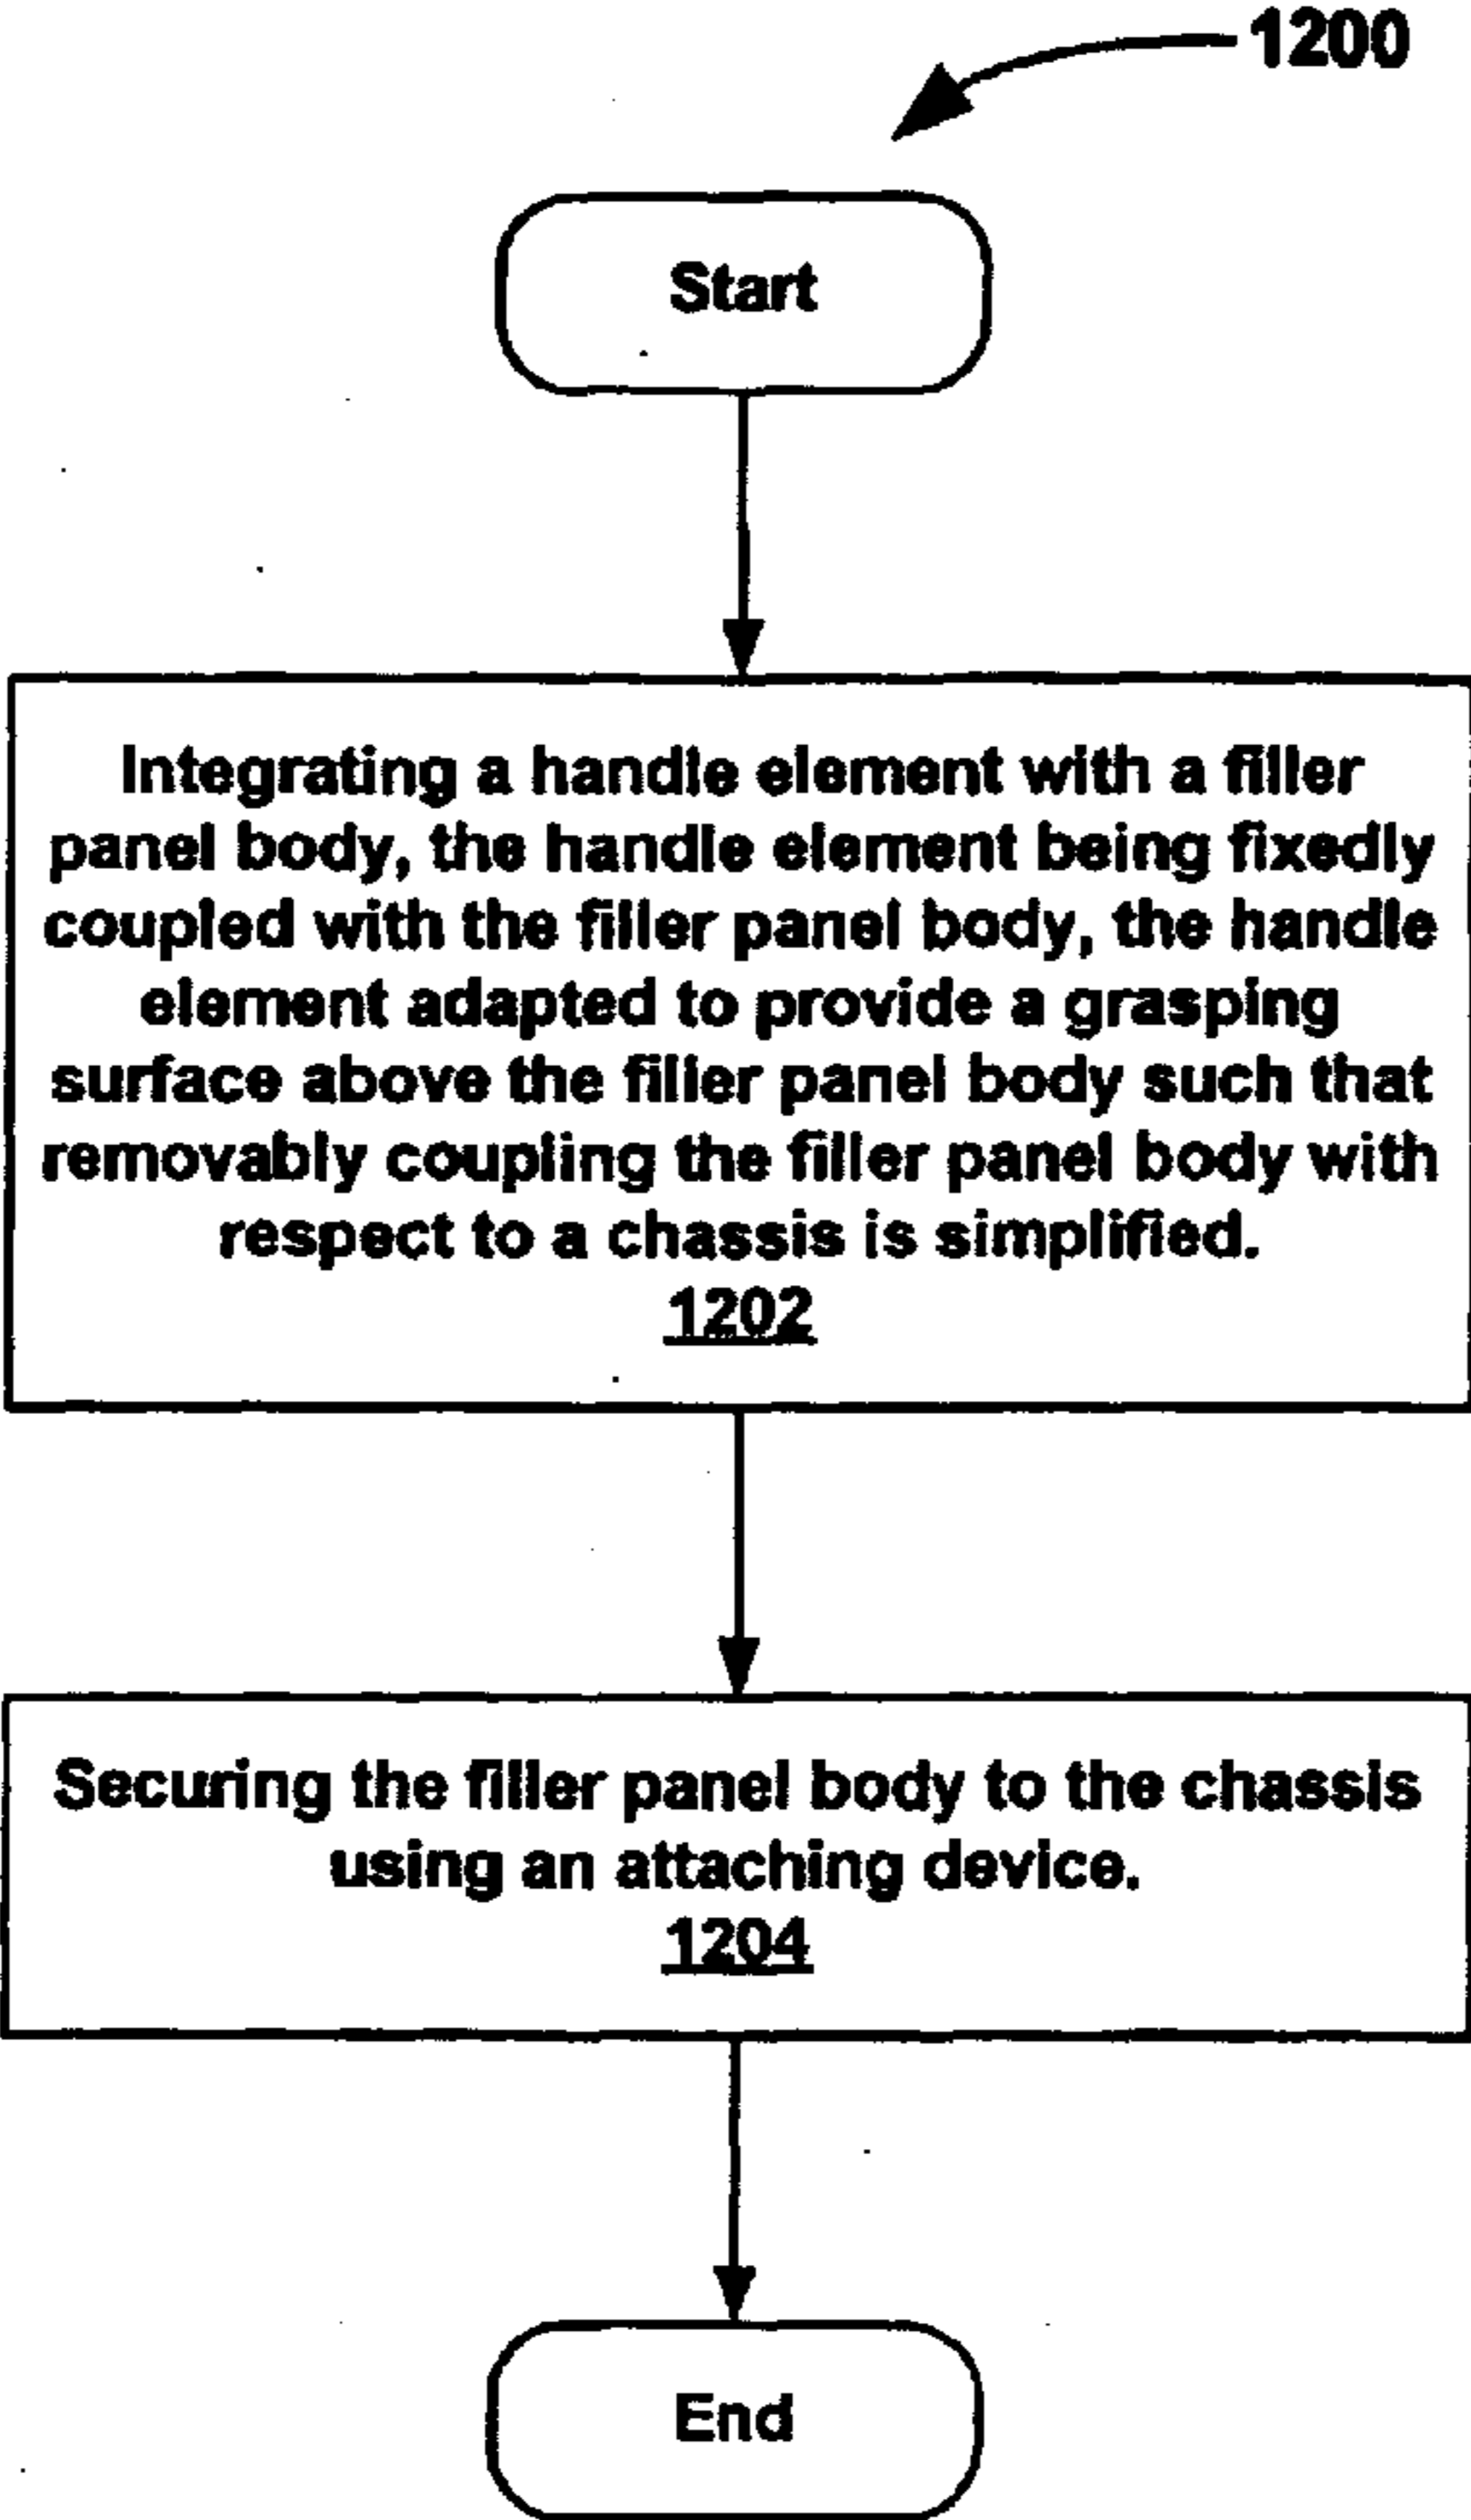 1200
Start
Integrating a handle element with a filler
panel body, the handle element being fixedly
coupled with the filler panel body, the handle
element adapted to provide a grasping
surface above the filler panel body such that
removably coupling the filler panel body with
respect to a chassis is simplified.
1202
Securing the filler panel body to the chassis
using an attaching device.
1204
End